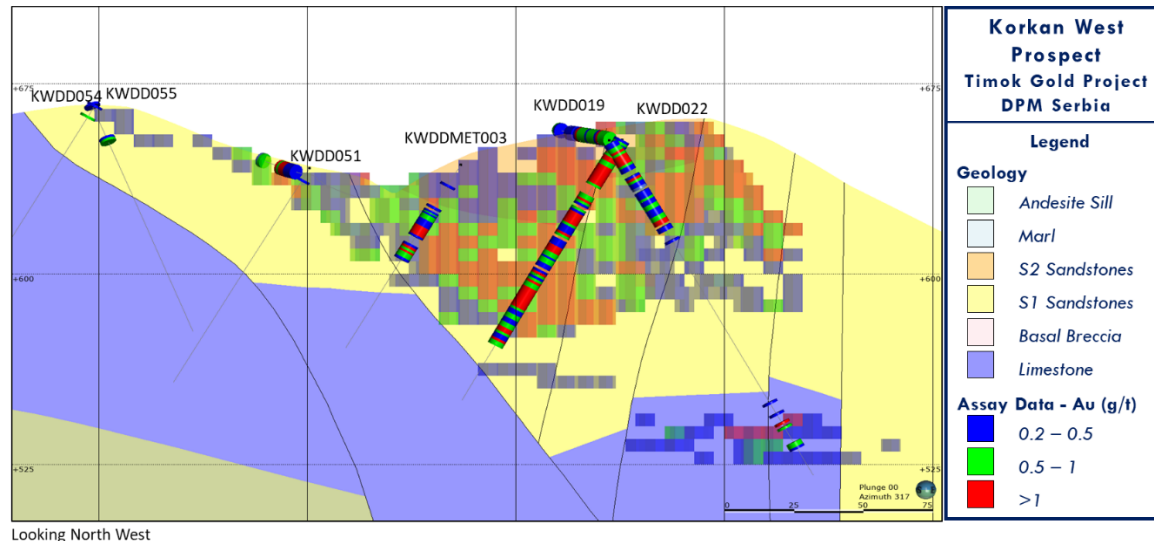 Korkan West
Prospect
Timok Gold Project
DPM Serbia
Legend
Geology
Andesite Sill
Marl
S2 Sandstones
S1 Sandstones
Basal Breccia
Limestone
Assay Data - Au (g/t)
0.2 – 0.5
0.5 – 1
>1
+675
+675
KWDD054
KWDD055
KWDD019
KWDD022
KWDDMET003
KWDD051
+600
+600
+525
+525
Plunge 00
Azimuth 317
0
25
50
75
Looking North West